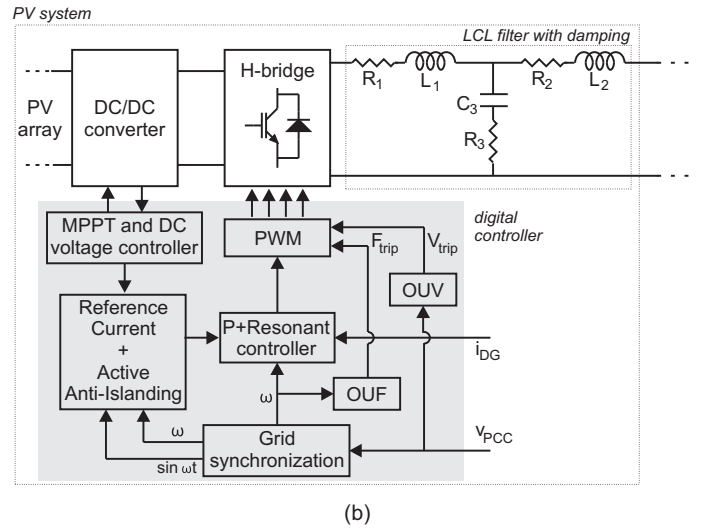 PV system
LCL filter with damping
H-bridge
R1
L1
R2
L2
C3
R3
PV
array
DC/DC
converter
digital
controller
MPPT and DC
voltage controller
PWM
Ftrip
Vtrip
OUV
Reference
Current
+
Active
Anti-Islanding
P+Resonant
controller
iDG
ω
OUF
ω
sin ωt
Grid
synchronization
vPCC
(b)